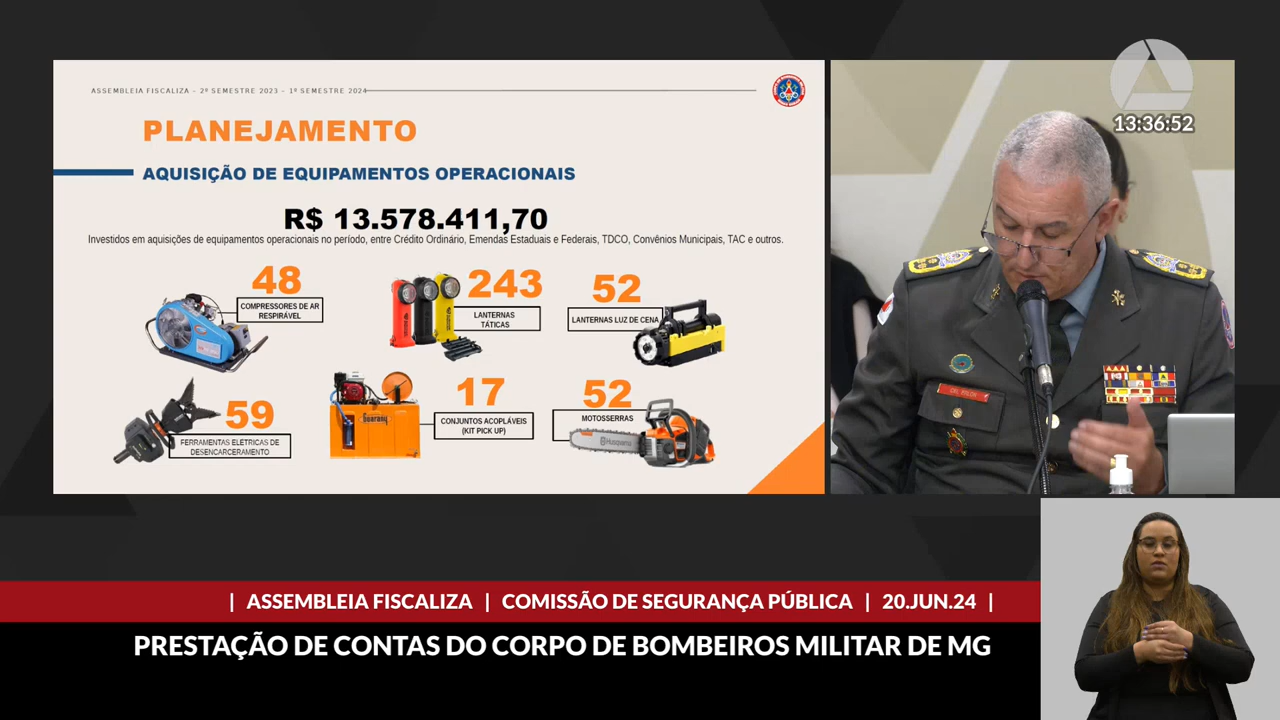 ASSEMBLEIA FISCALIZA - 2º SEMESTRE 2023 - 1º SEMESTRE 2024
PLANEJAMENTO
AQUISIÇÃO DE EQUIPAMENTOS OPERACIONAIS
R$ 13.578.411,70
Investidos em aquisições de equipamentos operacionais no período, entre Crédito Ordinário, Emendas Estaduais e Federais, TDCO, Convênios Municipais, TAC e outros.
48
COMPRESSORES DE AR
RESPIRÁVEL
243
LANTERNAS
TÁTICAS
52
LANTERNAS LUZ DE CENA
59
FERRAMENTAS ELETRICAS DE
DESENCARCERAMENTO
Guarany
17
CONJUNTOS ACOPLÁVEIS
(KIT PICK UP)
52
MOTOSSERRAS
Husqvarna
13:36:52
| ASSEMBLEIA FISCALIZA | COMISSÃO DE SEGURANÇA PÚBLICA | 20.JUN.24 |
PRESTAÇÃO DE CONTAS DO CORPO DE BOMBEIROS MILITAR DE MG